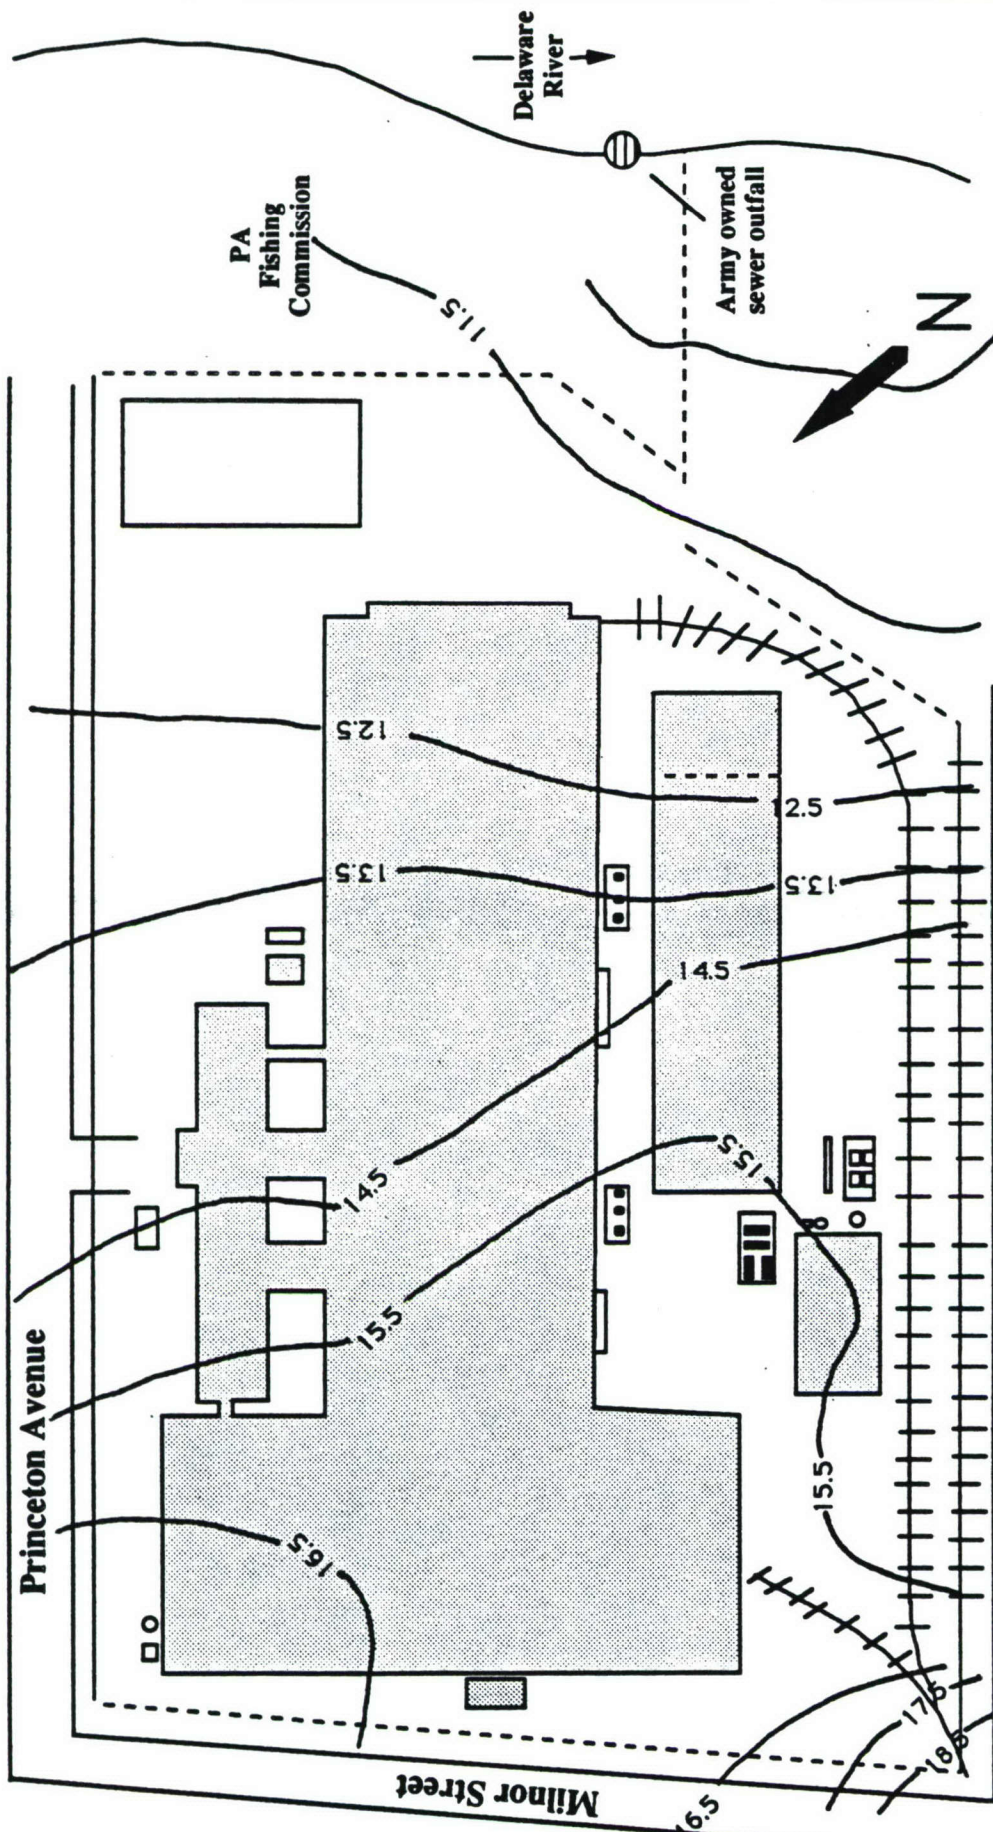 Delaware
River
PA
Fishing
Commission
11.5
Army owned
sewer outfall
N
12.5
12.5
13.5
13.5
14.5
14.5
15.5
15.5
Princeton Avenue
15.5
16.5
17.5
18.5
Milnor Street
16.5